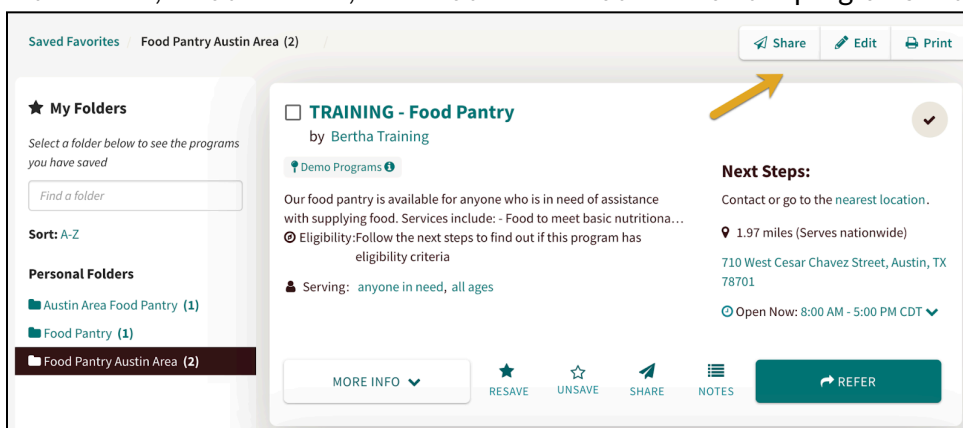 Saved Favorites / Food Pantry Austin Area (2) /
Share
Edit
Print
My Folders
Select a folder below to see the programs
you have saved
Find a folder
Sort: A-Z
Personal Folders
Austin Area Food Pantry (1)
Food Pantry (1)
Food Pantry Austin Area (2)
TRAINING - Food Pantry
by Bertha Training
Demo Programs
Our food pantry is available for anyone who is in need of assistance
with supplying food. Services include: - Food to meet basic nutritiona…
Eligibility:Follow the next steps to find out if this program has
eligibility criteria
Serving: anyone in need, all ages
Next Steps:
Contact or go to the nearest location.
1.97 miles (Serves nationwide)
710 West Cesar Chavez Street, Austin, TX
78701
Open Now: 8:00 AM - 5:00 PM CDT
MORE INFO
RESAVE
UNSAVE
SHARE
NOTES
REFER